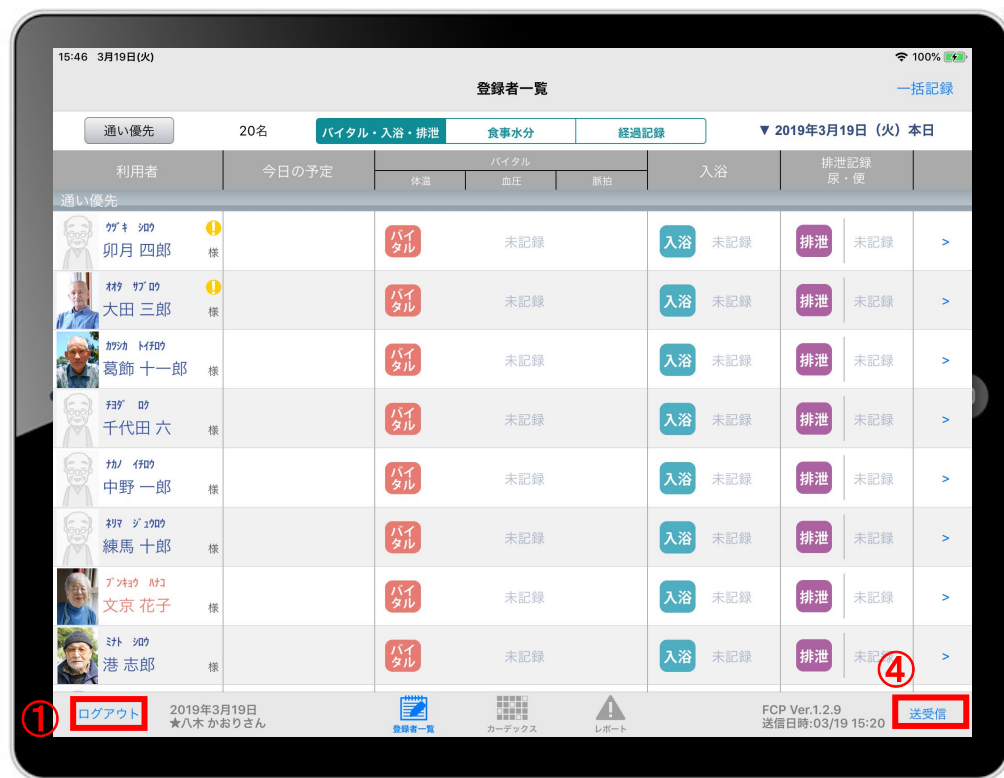 15:46 3月19日(火) 100%
登録者一覧 一括記録
通い優先 20名 バイタル・入浴・排泄 食事水分 経過記録 ▼ 2019年3月19日（火）本日
利用者 今日の予定 バイタル 体温 血圧 脈拍 入浴 排泄記録 尿・便
通い優先
ｳﾂﾞｷ ｼﾛｳ
卯月 四郎 様 バイタル 未記録 入浴 未記録 排泄 未記録 >
ｵｵﾀ ｻﾌﾞﾛｳ
大田 三郎 様 バイタル 未記録 入浴 未記録 排泄 未記録 >
ｶﾂｼｶ ﾄｲﾁﾛｳ
葛飾 十一郎 様 バイタル 未記録 入浴 未記録 排泄 未記録 >
ﾁﾖﾀﾞ ﾛｳ
千代田 六 様 バイタル 未記録 入浴 未記録 排泄 未記録 >
ﾅｶﾉ ｲﾁﾛｳ
中野 一郎 様 バイタル 未記録 入浴 未記録 排泄 未記録 >
ﾈﾘﾏ ｼﾞｭｳﾛｳ
練馬 十郎 様 バイタル 未記録 入浴 未記録 排泄 未記録 >
ﾌﾞﾝｷｮｳ ﾊﾅｺ
文京 花子 様 バイタル 未記録 入浴 未記録 排泄 未記録 >
ﾐﾅﾄ ｼﾛｳ
港 志郎 様 バイタル 未記録 入浴 未記録 排泄 未記録 >
④
① ログアウト 2019年3月19日
★八木 かおりさん
登録者一覧 カーデックス レポート
FCP Ver.1.2.9
送信日時:03/19 15:20 送受信